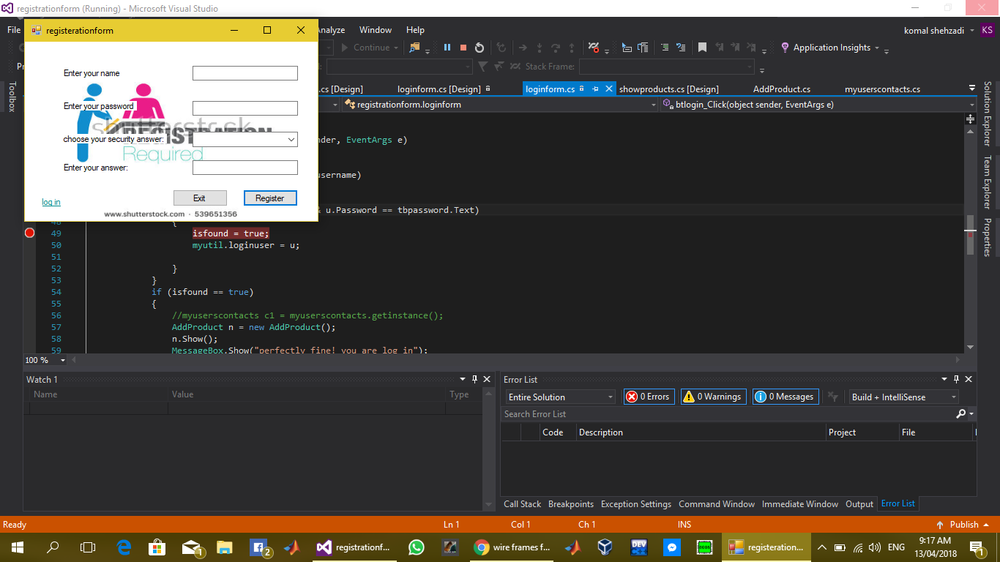 registrationform (Running) - Microsoft Visual Studio
File
Analyze Window Help
komal shehzadi KS
registerationform
Continue
Application Insights
Stack Frame:
Enter your name
Enter your password
shutterstock
REGISTRATION
choose your security answer:
Required
Enter your answer:
log in
Exit
Register
www.shutterstock.com · 539651356
Toolbox
.cs [Design]
loginform.cs [Design]
loginform.cs
showproducts.cs [Design]
AddProduct.cs
myuserscontacts.cs
registrationform.loginform
btlogin_Click(object sender, EventArgs e)
nder, EventArgs e)
username)
& u.Password == tbpassword.Text)
48 {
49 isfound = true;
50 myutil.loginuser = u;
51
52 }
53 }
54 if (isfound == true)
55 {
56 //myuserscontacts c1 = myuserscontacts.getinstance();
57 AddProduct n = new AddProduct();
58 n.Show();
59 MessageBox.Show("perfectly fine! you are log in");
100 %
Solution Explorer
Team Explorer
Properties
Watch 1
Name Value Type
Error List
Entire Solution
0 Errors
0 Warnings
0 Messages
Build + IntelliSense
Search Error List
Code Description Project File
Call Stack Breakpoints Exception Settings Command Window Immediate Window Output Error List
Ready Ln 1 Col 1 Ch 1 INS Publish
1
2
registrationf...
wire frames f...
DEV
registeration...
ENG
9:17 AM
13/04/2018
1